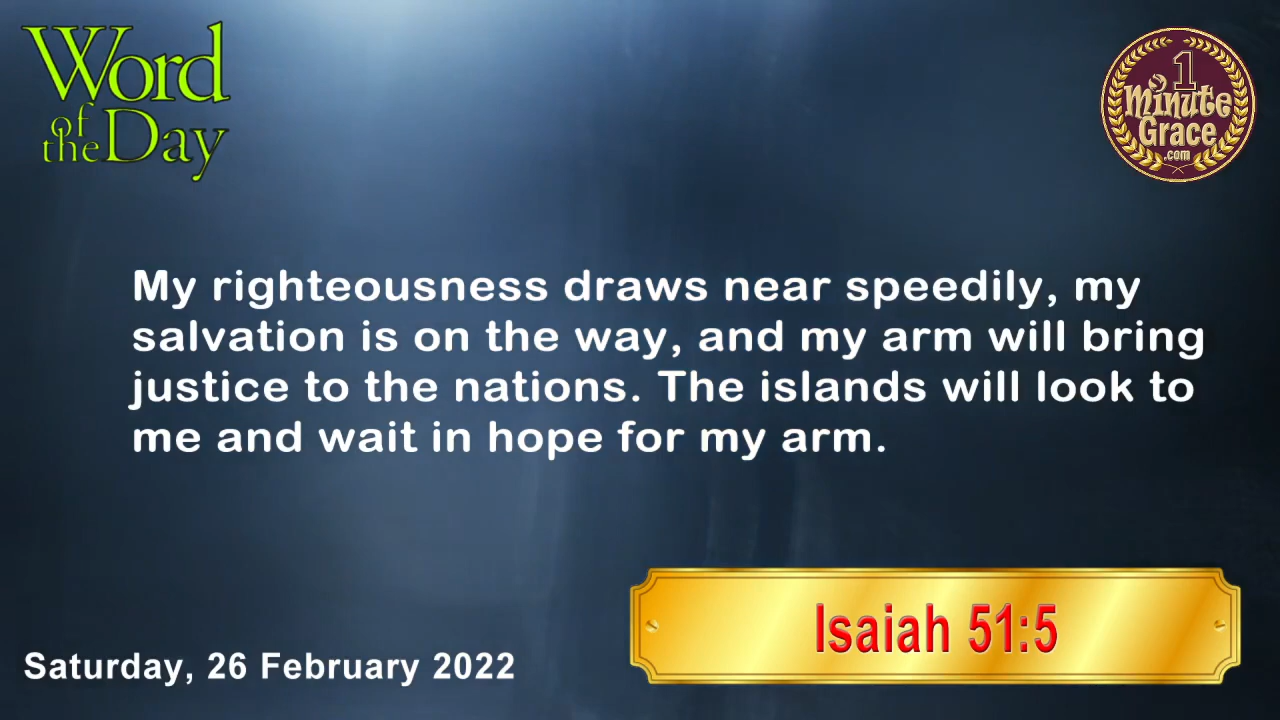 Word
of
the Day
1
Minute
Grace
.com
My righteousness draws near speedily, my
salvation is on the way, and my arm will bring
justice to the nations. The islands will look to
me and wait in hope for my arm.
Isaiah 51:5
Saturday, 26 February 2022